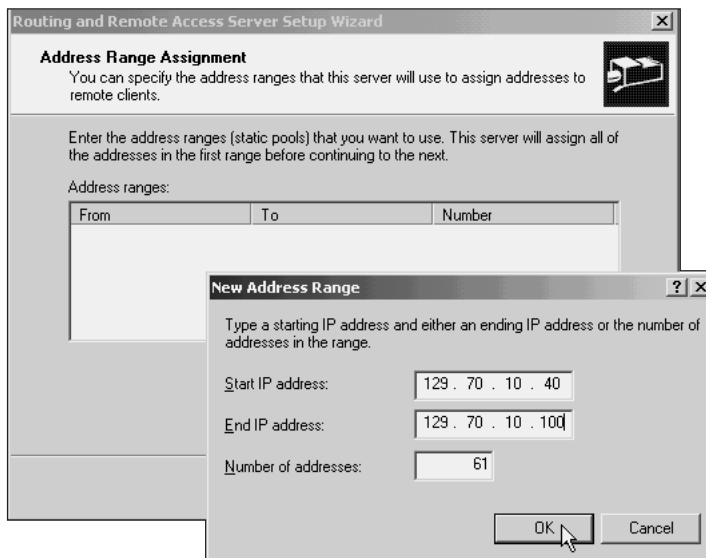 Routing and Remote Access Server Setup Wizard
Address Range Assignment
You can specify the address ranges that this server will use to assign addresses to
remote clients.
Enter the address ranges (static pools) that you want to use. This server will assign all of
the addresses in the first range before continuing to the next.
Address ranges:
From To Number
New Address Range
Type a starting IP address and either an ending IP address or the number of
addresses in the range.
Start IP address: 129 . 70 . 10 . 40
End IP address: 129 . 70 . 10 . 100
Number of addresses: 61
OK Cancel